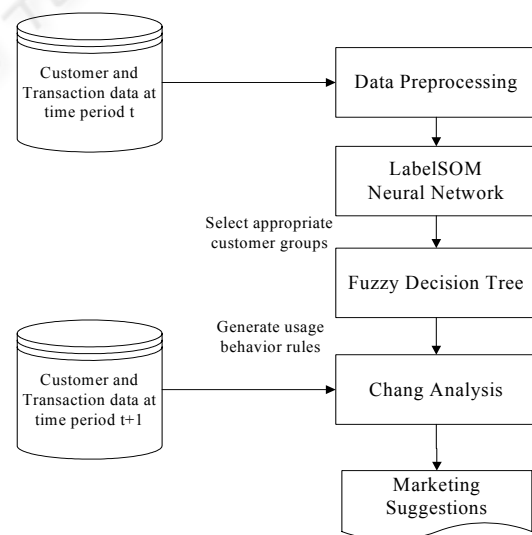 Customer and
Transaction data at
time period t
Data Preprocessing
LabelSOM
Neural Network
Select appropriate
customer groups
Fuzzy Decision Tree
Generate usage
behavior rules
Customer and
Transaction data at
time period t+1
Chang Analysis
Marketing
Suggestions